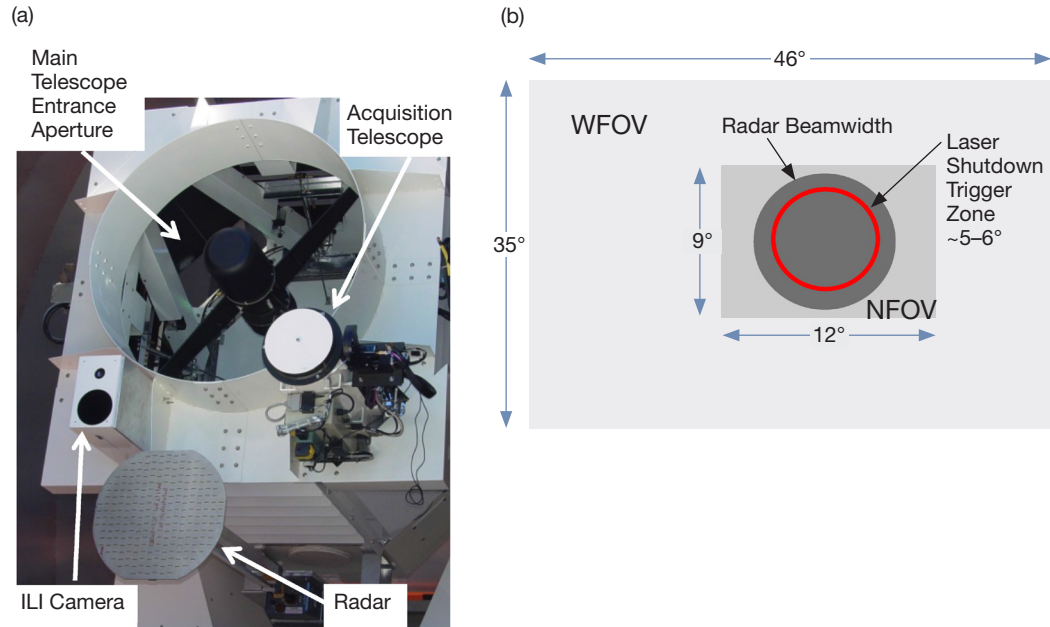 (a)
Main
Telescope
Entrance
Aperture
Acquisition
Telescope
ILI Camera
Radar
(b)
46°
WFOV
Radar Beamwidth
Laser
Shutdown
Trigger
Zone
~5–6°
35°
9°
NFOV
12°